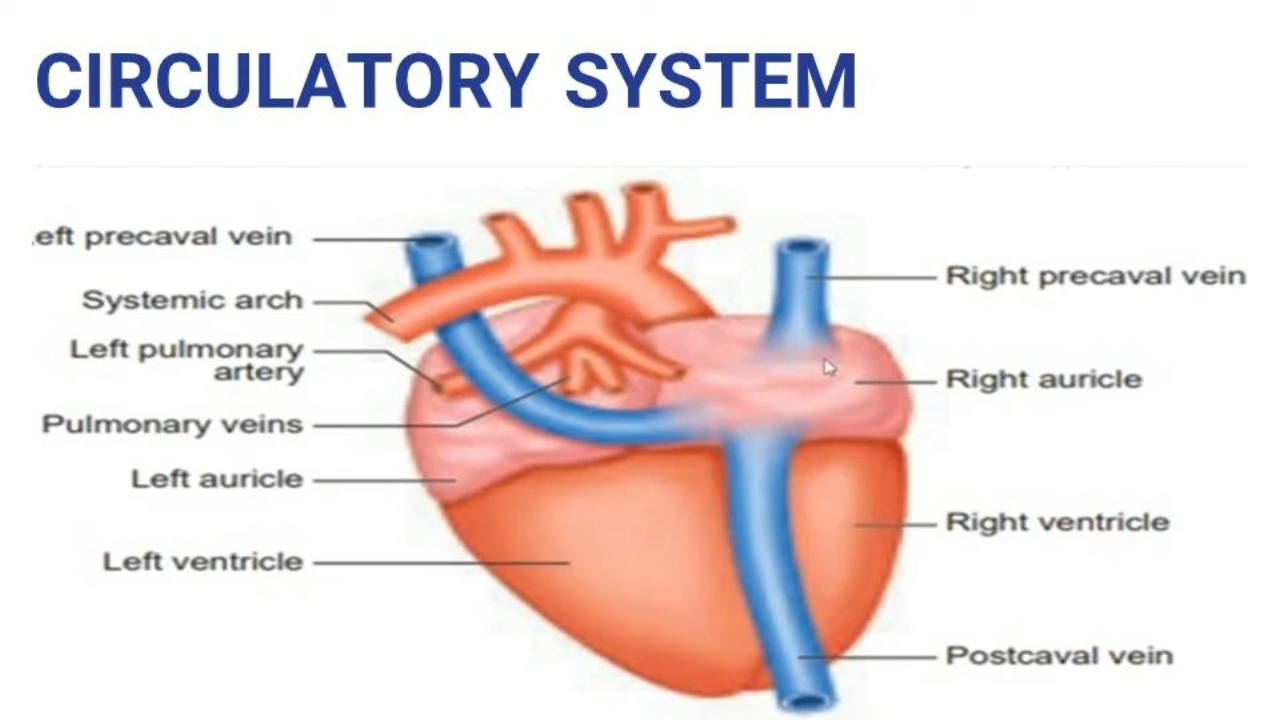 CIRCULATORY SYSTEM
eft precaval vein
Systemic arch
Left pulmonary
artery
Pulmonary veins
Left auricle
Left ventricle
Right precaval vein
Right auricle
Right ventricle
Postcaval vein